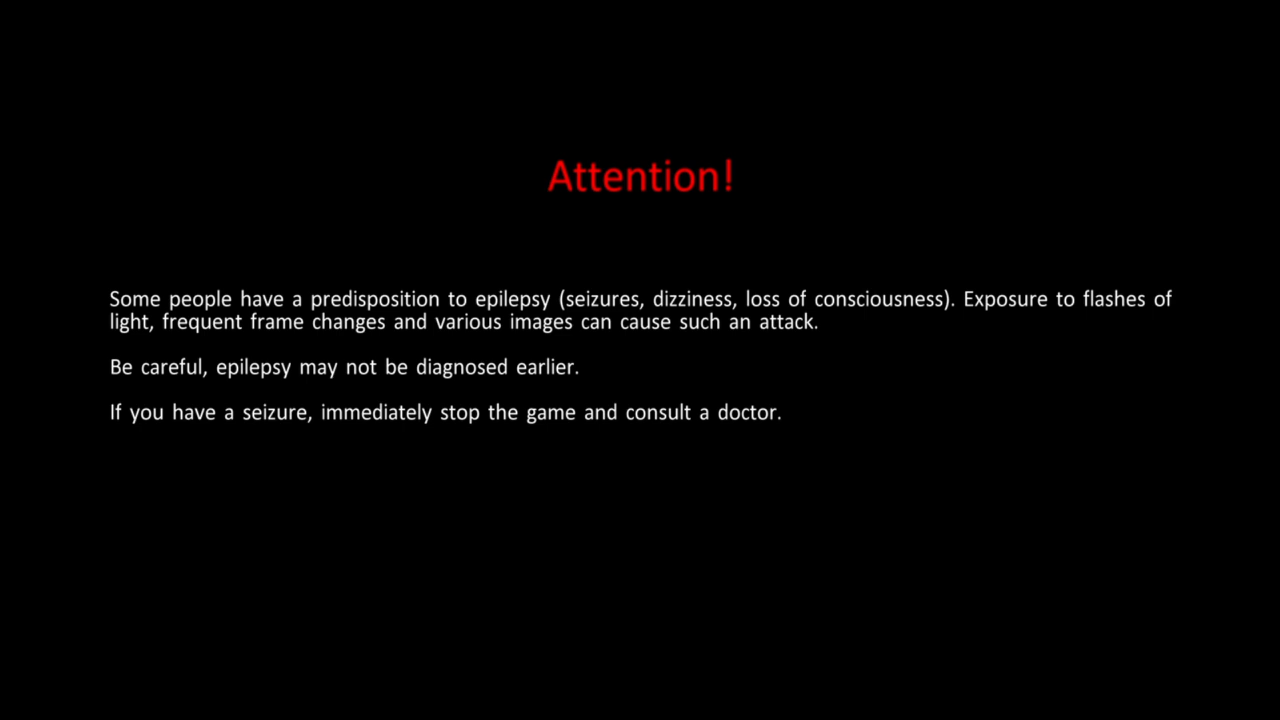 Attention!
Some people have a predisposition to epilepsy (seizures, dizziness, loss of consciousness). Exposure to flashes of
light, frequent frame changes and various images can cause such an attack.
Be careful, epilepsy may not be diagnosed earlier.
If you have a seizure, immediately stop the game and consult a doctor.